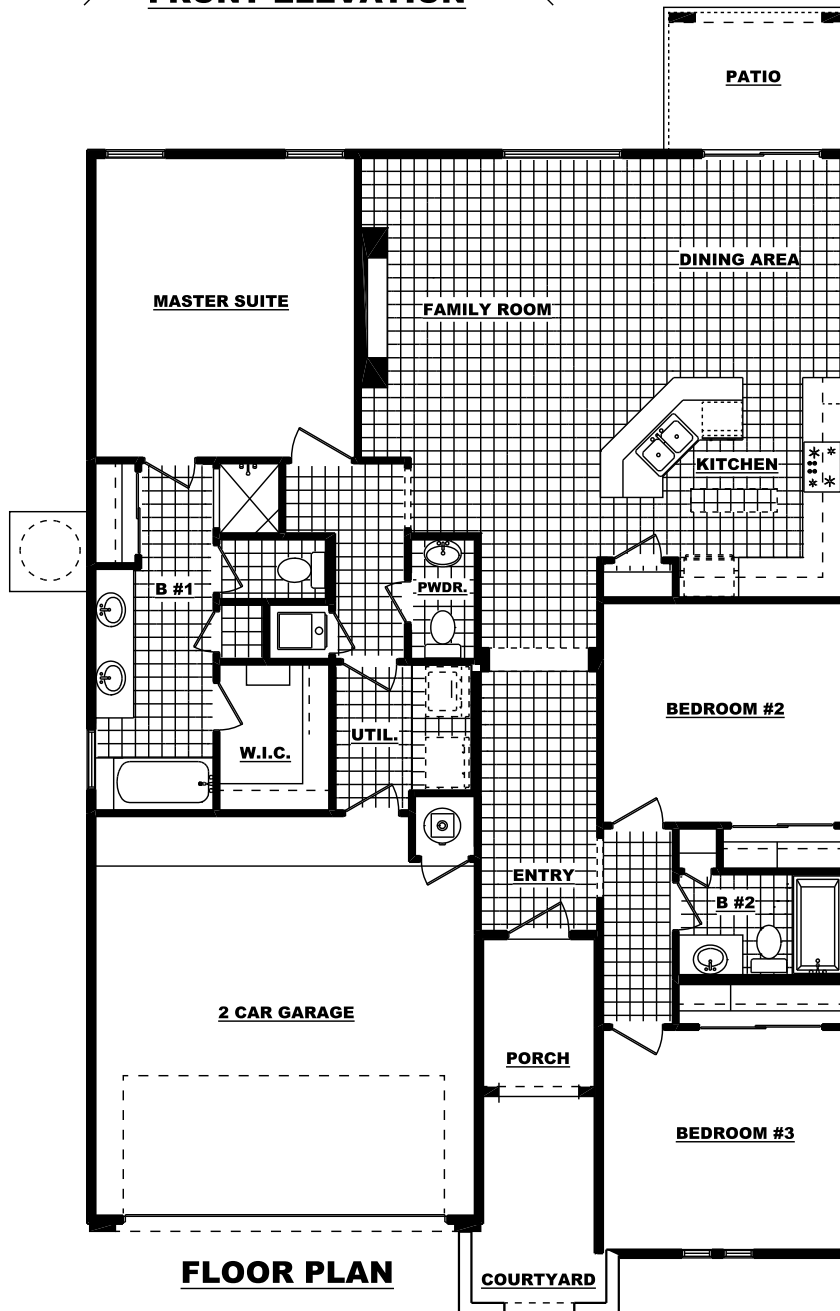 FRONT ELEVATION
PATIO
DINING AREA
MASTER SUITE
FAMILY ROOM
KITCHEN
B #1
PWDR.
BEDROOM #2
UTIL.
W.I.C.
ENTRY
B #2
2 CAR GARAGE
PORCH
BEDROOM #3
FLOOR PLAN
COURTYARD